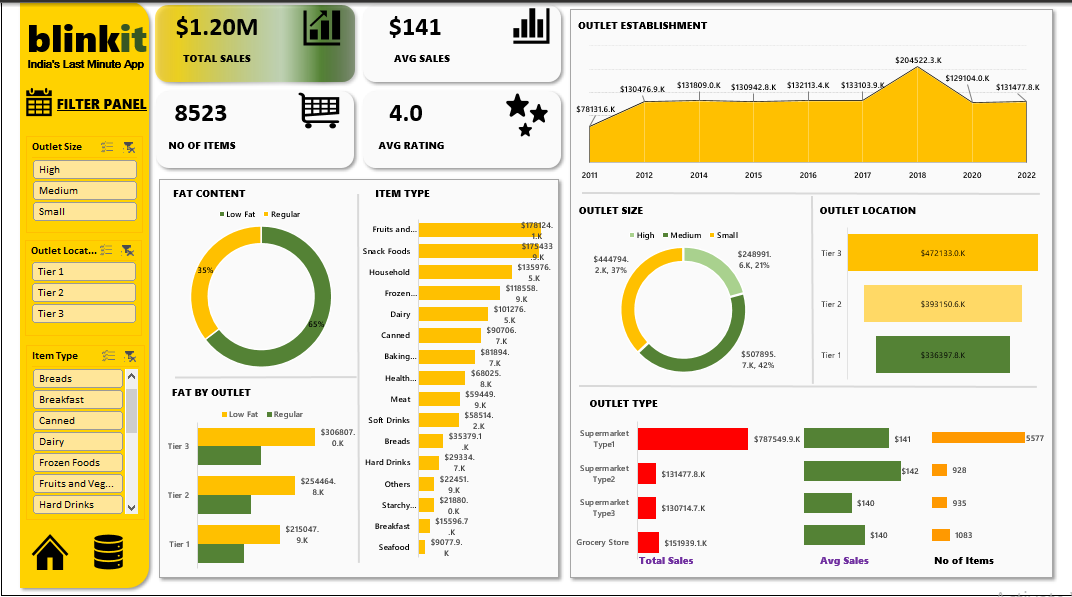 blinkit
India's Last Minute App
FILTER PANEL
Outlet Size
High
Medium
Small
Outlet Locat...
Tier 1
Tier 2
Tier 3
Item Type
Breads
Breakfast
Canned
Dairy
Frozen Foods
Fruits and Veg...
Hard Drinks
$1.20M
TOTAL SALES
$141
AVG SALES
8523
NO OF ITEMS
4.0
AVG RATING
FAT CONTENT
Low Fat Regular
35%
65%
FAT BY OUTLET
Low Fat Regular
Tier 3
$306807.
0.K
Tier 2
$254464.
8.K
Tier 1
$215047.
9.K
ITEM TYPE
Fruits and...
$178124.
1.K
Snack Foods
$175433
.9.K
Household
$135976.
5.K
Frozen...
$118558.
9.K
Dairy
$101276.
5.K
Canned
$90706.
7.K
Baking...
$81894.
7.K
Health...
$68025.
8.K
Meat
$59449.
9.K
Soft Drinks
$58514.
2.K
Breads
$35379.1
.K
Hard Drinks
$29334.
7.K
Others
$22451.
9.K
Starchy...
$21880.
0.K
Breakfast
$15596.7
.K
Seafood
$9077.9.
K
OUTLET ESTABLISHMENT
$78131.6.K
$130476.9.K
$131809.0.K
$130942.8.K
$132113.4.K
$133103.9.K
$204522.3.K
$129104.0.K
$131477.8.K
2011 2012 2014 2015 2016 2017 2018 2020 2022
OUTLET SIZE
High Medium Small
$444794.
2.K, 37%
$248991.
6.K, 21%
$507895.
7.K, 42%
OUTLET LOCATION
Tier 3
$472133.0.K
Tier 2
$393150.6.K
Tier 1
$336397.8.K
OUTLET TYPE
Supermarket
Type1
$787549.9.K
$141
5577
Supermarket
Type2
$131477.8.K
$142
928
Supermarket
Type3
$130714.7.K
$140
935
Grocery Store
$151939.1.K
$140
1083
Total Sales
Avg Sales
No of Items